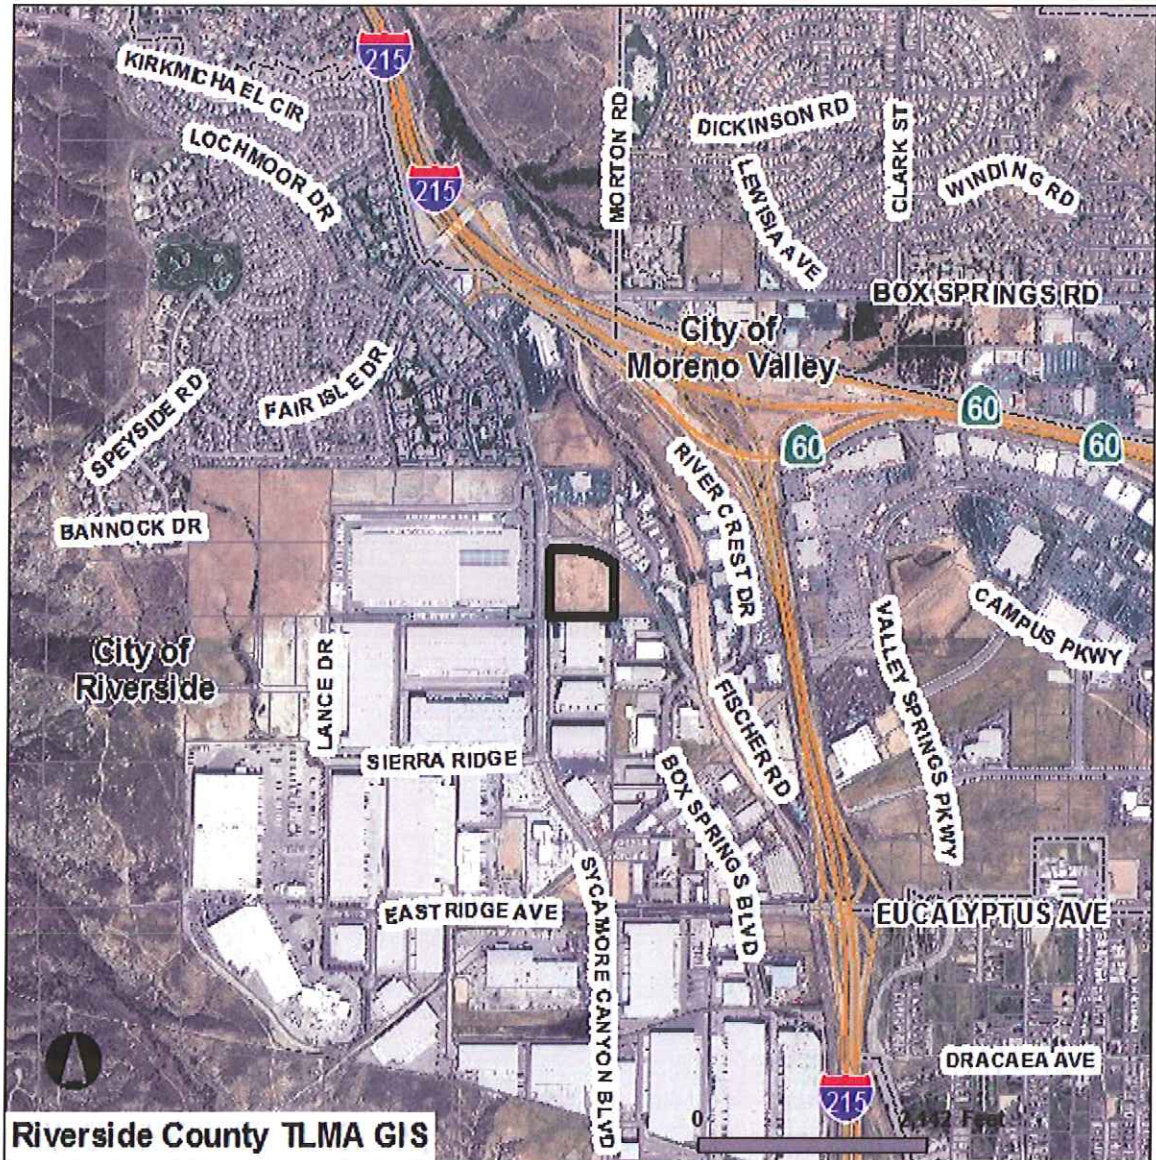 215
KIRKMICHAEL CIR
LOCHMOOR DR
215
MORTON RD
DICKINSON RD
CLARK ST
LEWISIA AVE
WINDING RD
BOX SPRINGS RD
City of
Moreno Valley
FAIR ISLE DR
SPEYSIDE RD
60
60
60
BANNOCK DR
RIVER CREST DR
City of
Riverside
LANCE DR
CAMPUS PKWY
VALLEY SPRINGS PKWY
FISCHER RD
SIERRA RIDGE
BOX SPRINGS BLVD
SYCAMORE CANYON BLVD
EASTRIDGE AVE
EUCALYPTUS AVE
DRACAEA AVE
215
0
2,142 Feet
Riverside County TLMA GIS